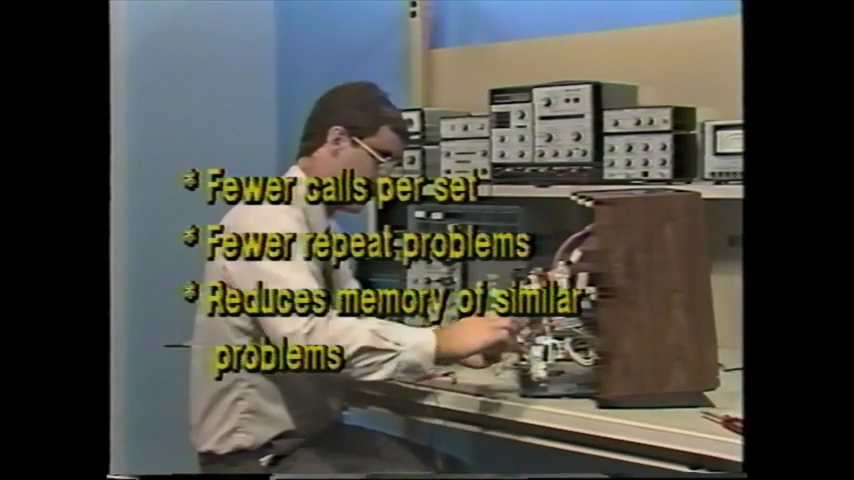 * Fewer calls per set
* Fewer repeat problems
* Reduces memory of similar
problems